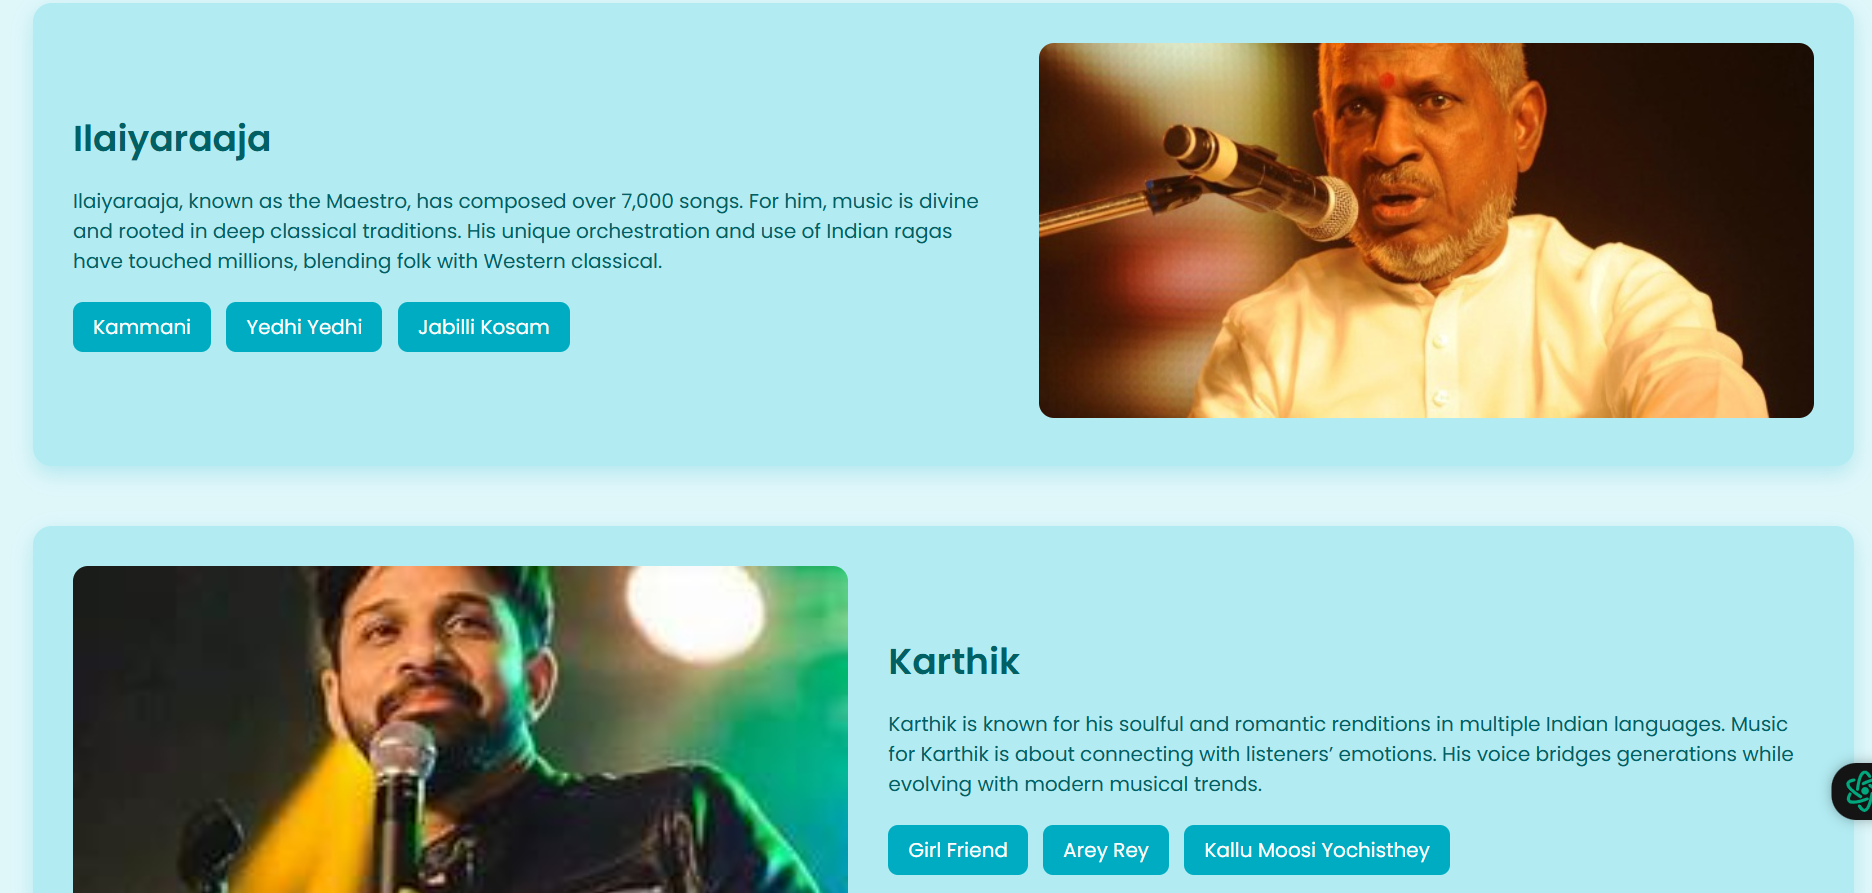 Ilaiyaraaja
Ilaiyaraaja, known as the Maestro, has composed over 7,000 songs. For him, music is divine
and rooted in deep classical traditions. His unique orchestration and use of Indian ragas
have touched millions, blending folk with Western classical.
Kammani
Yedhi Yedhi
Jabilli Kosam
Karthik
Karthik is known for his soulful and romantic renditions in multiple Indian languages. Music
for Karthik is about connecting with listeners’ emotions. His voice bridges generations while
evolving with modern musical trends.
Girl Friend
Arey Rey
Kallu Moosi Yochisthey